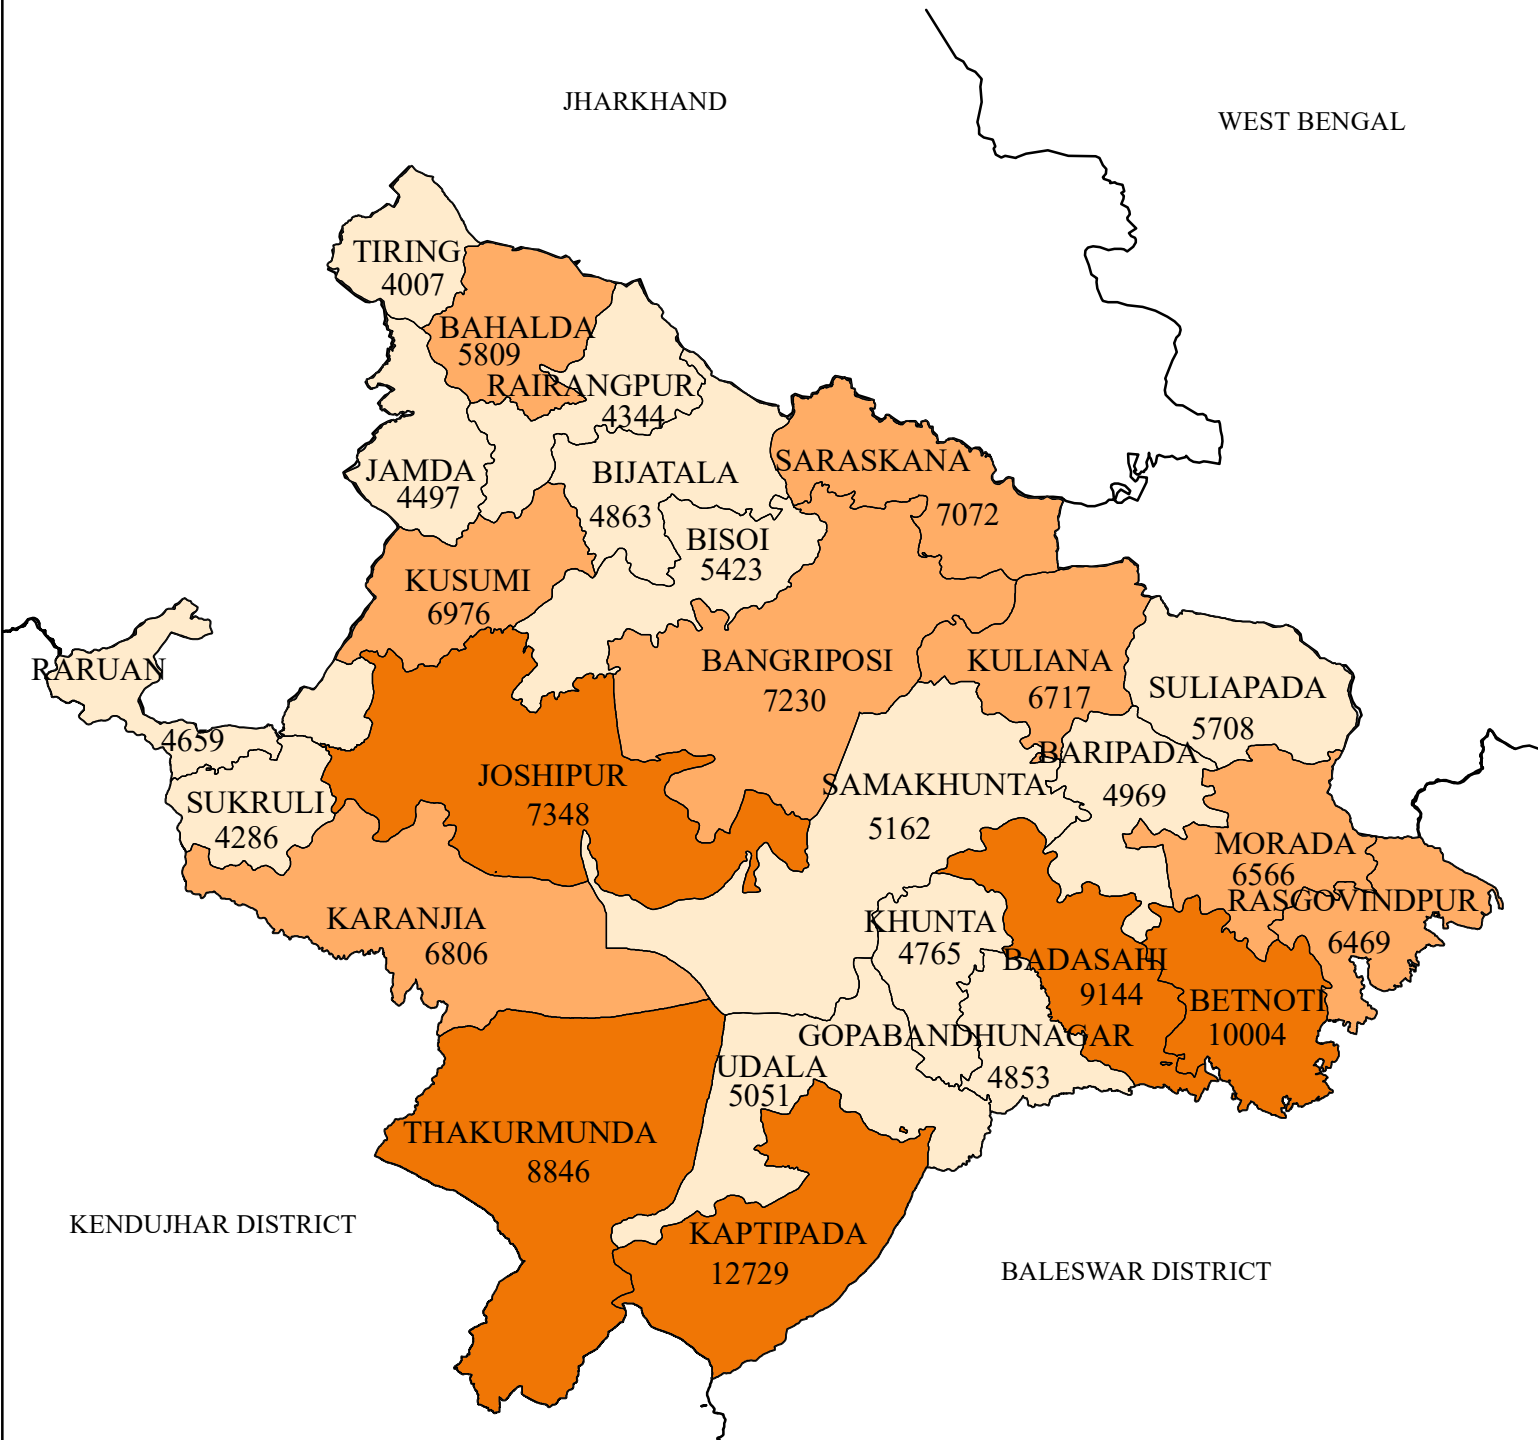 JHARKHAND
WEST BENGAL
TIRING
4007
BAHALDA
5809
RAIRANGPUR
4344
JAMDA
4497
BIJATALA
4863
SARASKANA
7072
BISOI
5423
KUSUMI
6976
RARUAN
4659
BANGRIPOSI
7230
KULIANA
6717
SULIAPADA
5708
BARIPADA
4969
JOSHIPUR
7348
SAMAKHUNTA
5162
SUKRULI
4286
MORADA
6566
RASGOVINDPUR
6469
KARANJIA
6806
KHUNTA
4765
BADASAHI
9144
BETNOTI
10004
GOPABANDHUNAGAR
4853
UDALA
5051
THAKURMUNDA
8846
KAPTIPADA
12729
KENDUJHAR DISTRICT
BALESWAR DISTRICT